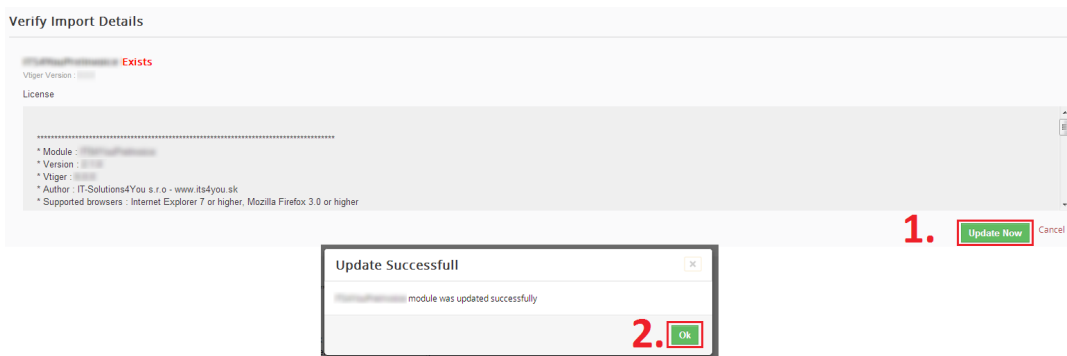 Verify Import Details
Exists
Vtiger Version :
License
*************************************************************************************
* Module :
* Version :
* Vtiger :
* Author : IT-Solutions4You s.r.o - www.its4you.sk
* Supported browsers : Internet Explorer 7 or higher, Mozilla Firefox 3.0 or higher
1. Update Now Cancel
Update Successfull ×
module was updated successfully
2. Ok